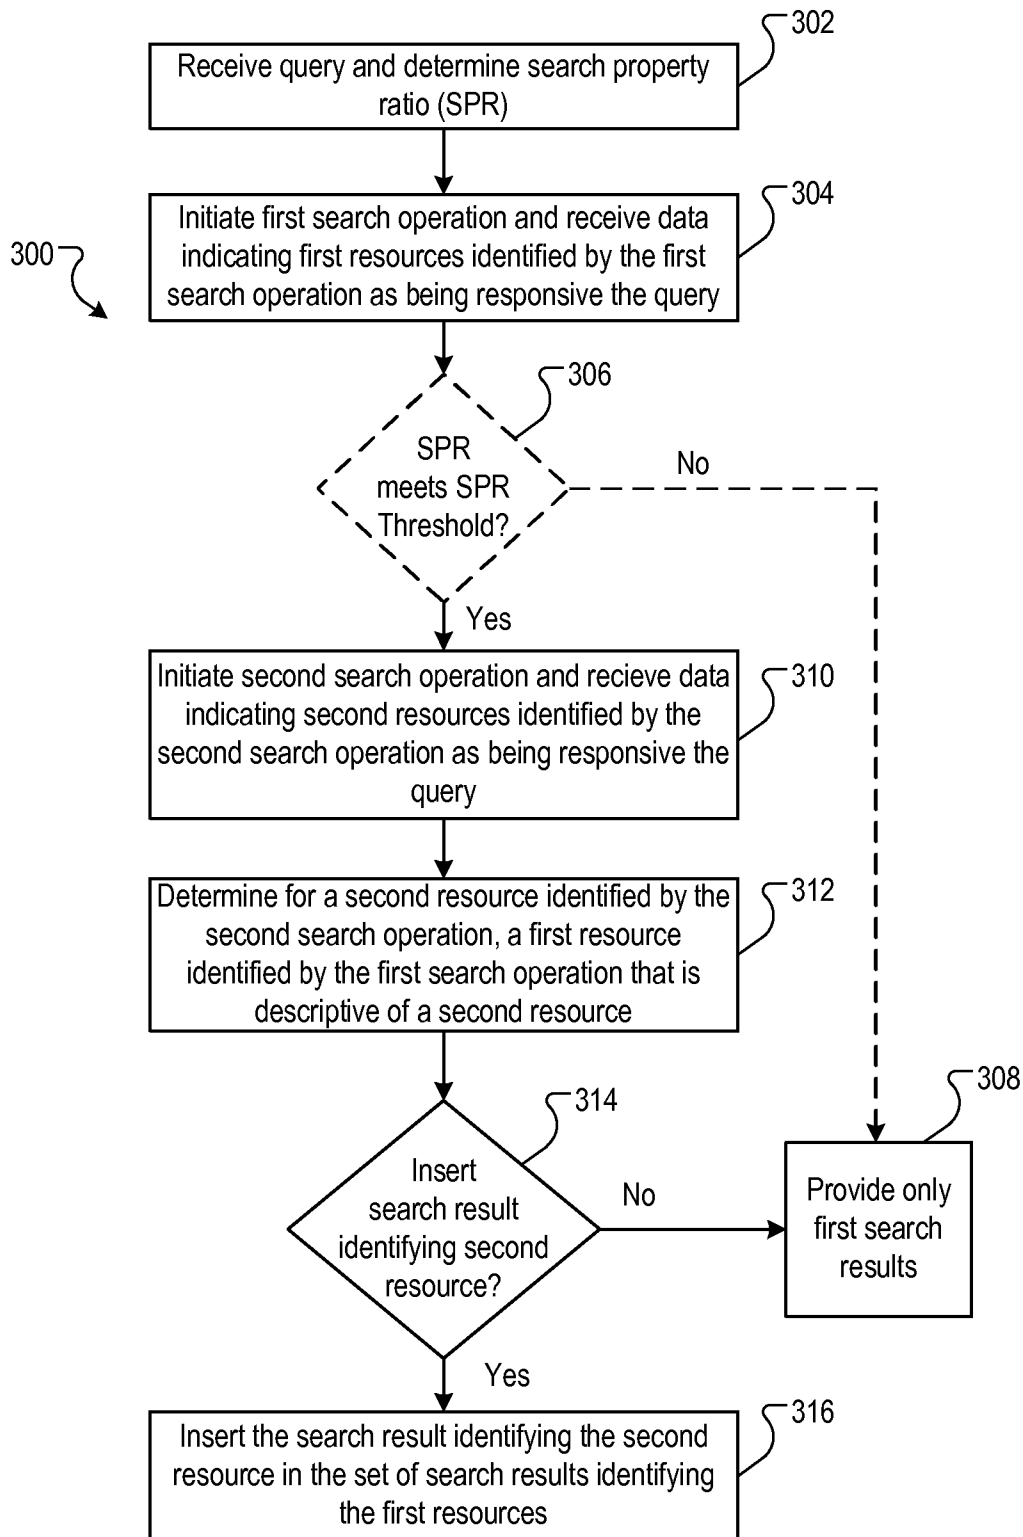 302
Receive query and determine search property
ratio (SPR)
304
Initiate first search operation and receive data
indicating first resources identified by the first
search operation as being responsive the query
300
306
SPR
meets SPR
Threshold?
No
Yes
310
Initiate second search operation and recieve data
indicating second resources identified by the
second search operation as being responsive the
query
312
Determine for a second resource identified by the
second search operation, a first resource
identified by the first search operation that is
descriptive of a second resource
314
Insert
search result
identifying second
resource?
No
308
Provide only
first search
results
Yes
316
Insert the search result identifying the second
resource in the set of search results identifying
the first resources